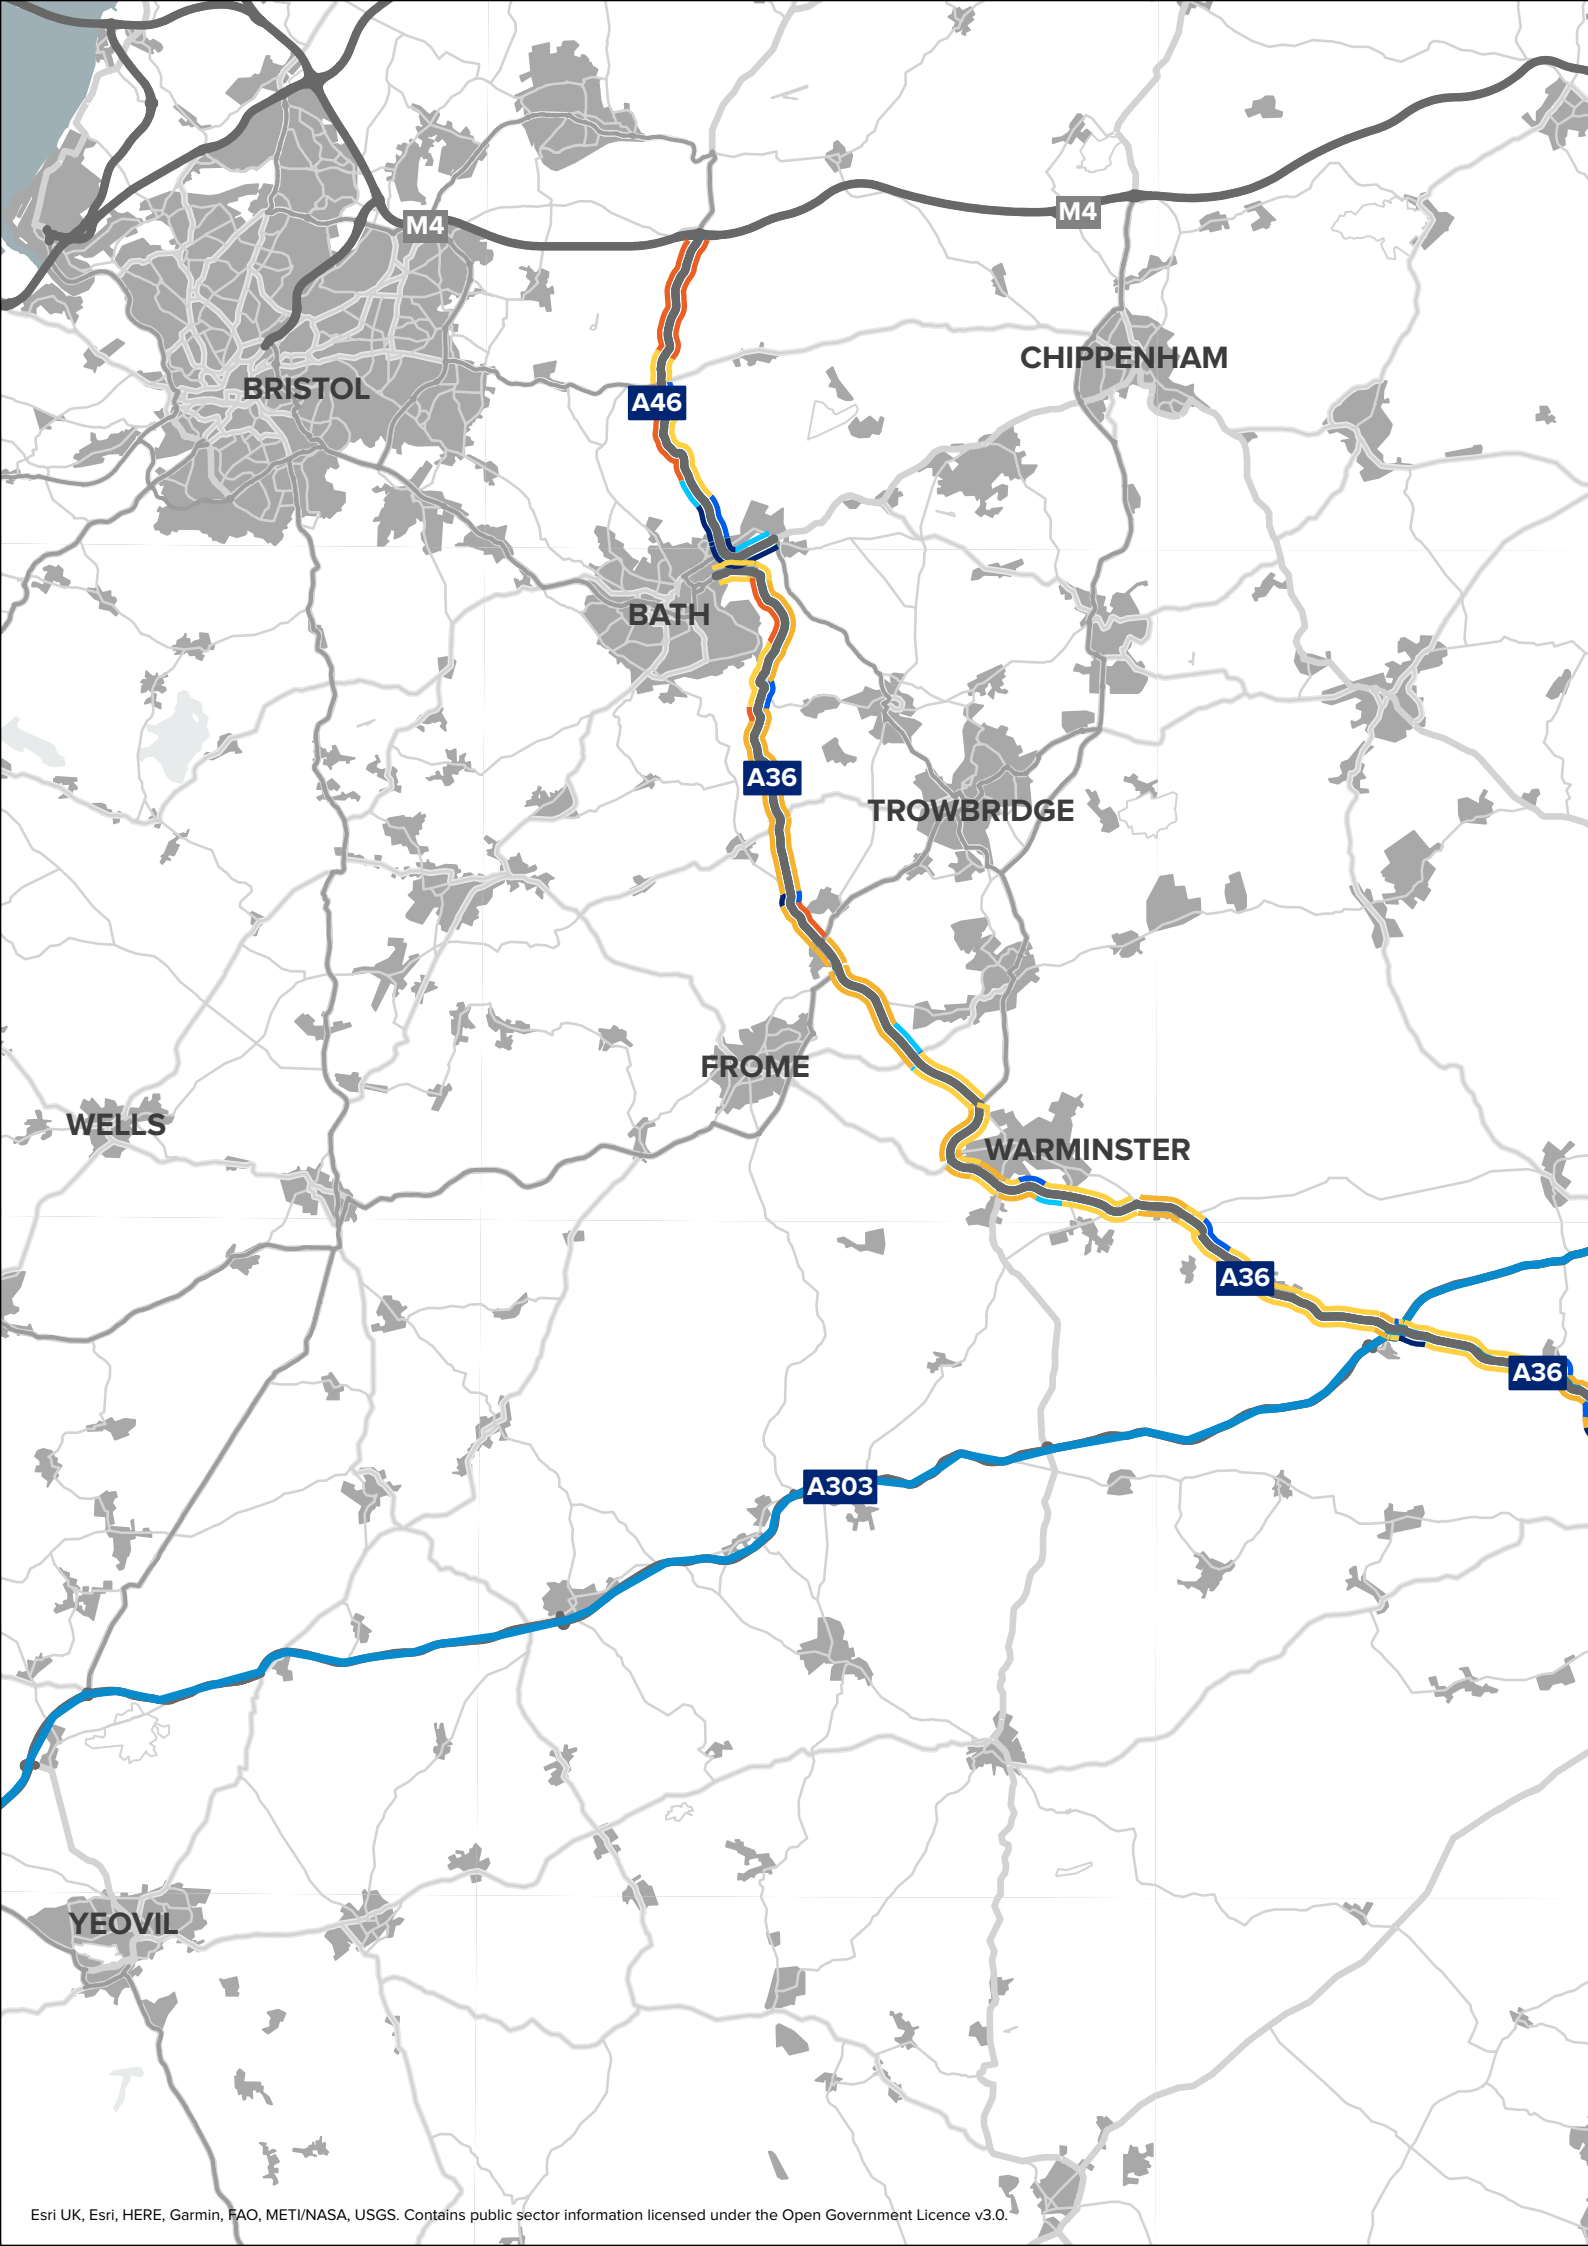 M4
M4
CHIPPENHAM
BRISTOL
A46
BATH
A36
TROWBRIDGE
FROME
WELLS
WARMINSTER
A36
A36
A303
YEOVIL
Esri UK, Esri, HERE, Garmin, FAO, METI/NASA, USGS. Contains public sector information licensed under the Open Government Licence v3.0.